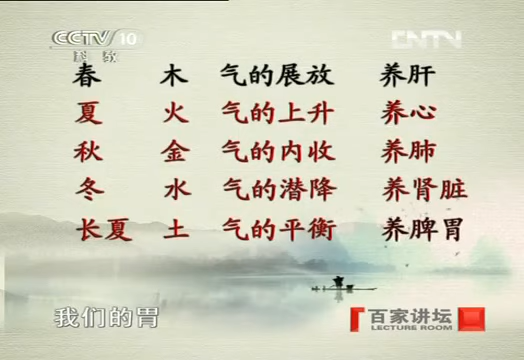 CCTV 10
科教
CNTV
春 木 气的展放 养肝
夏 火 气的上升 养心
秋 金 气的内收 养肺
冬 水 气的潜降 养肾脏
长夏 土 气的平衡 养脾胃
我们的胃
百家讲坛
LECTURE ROOM